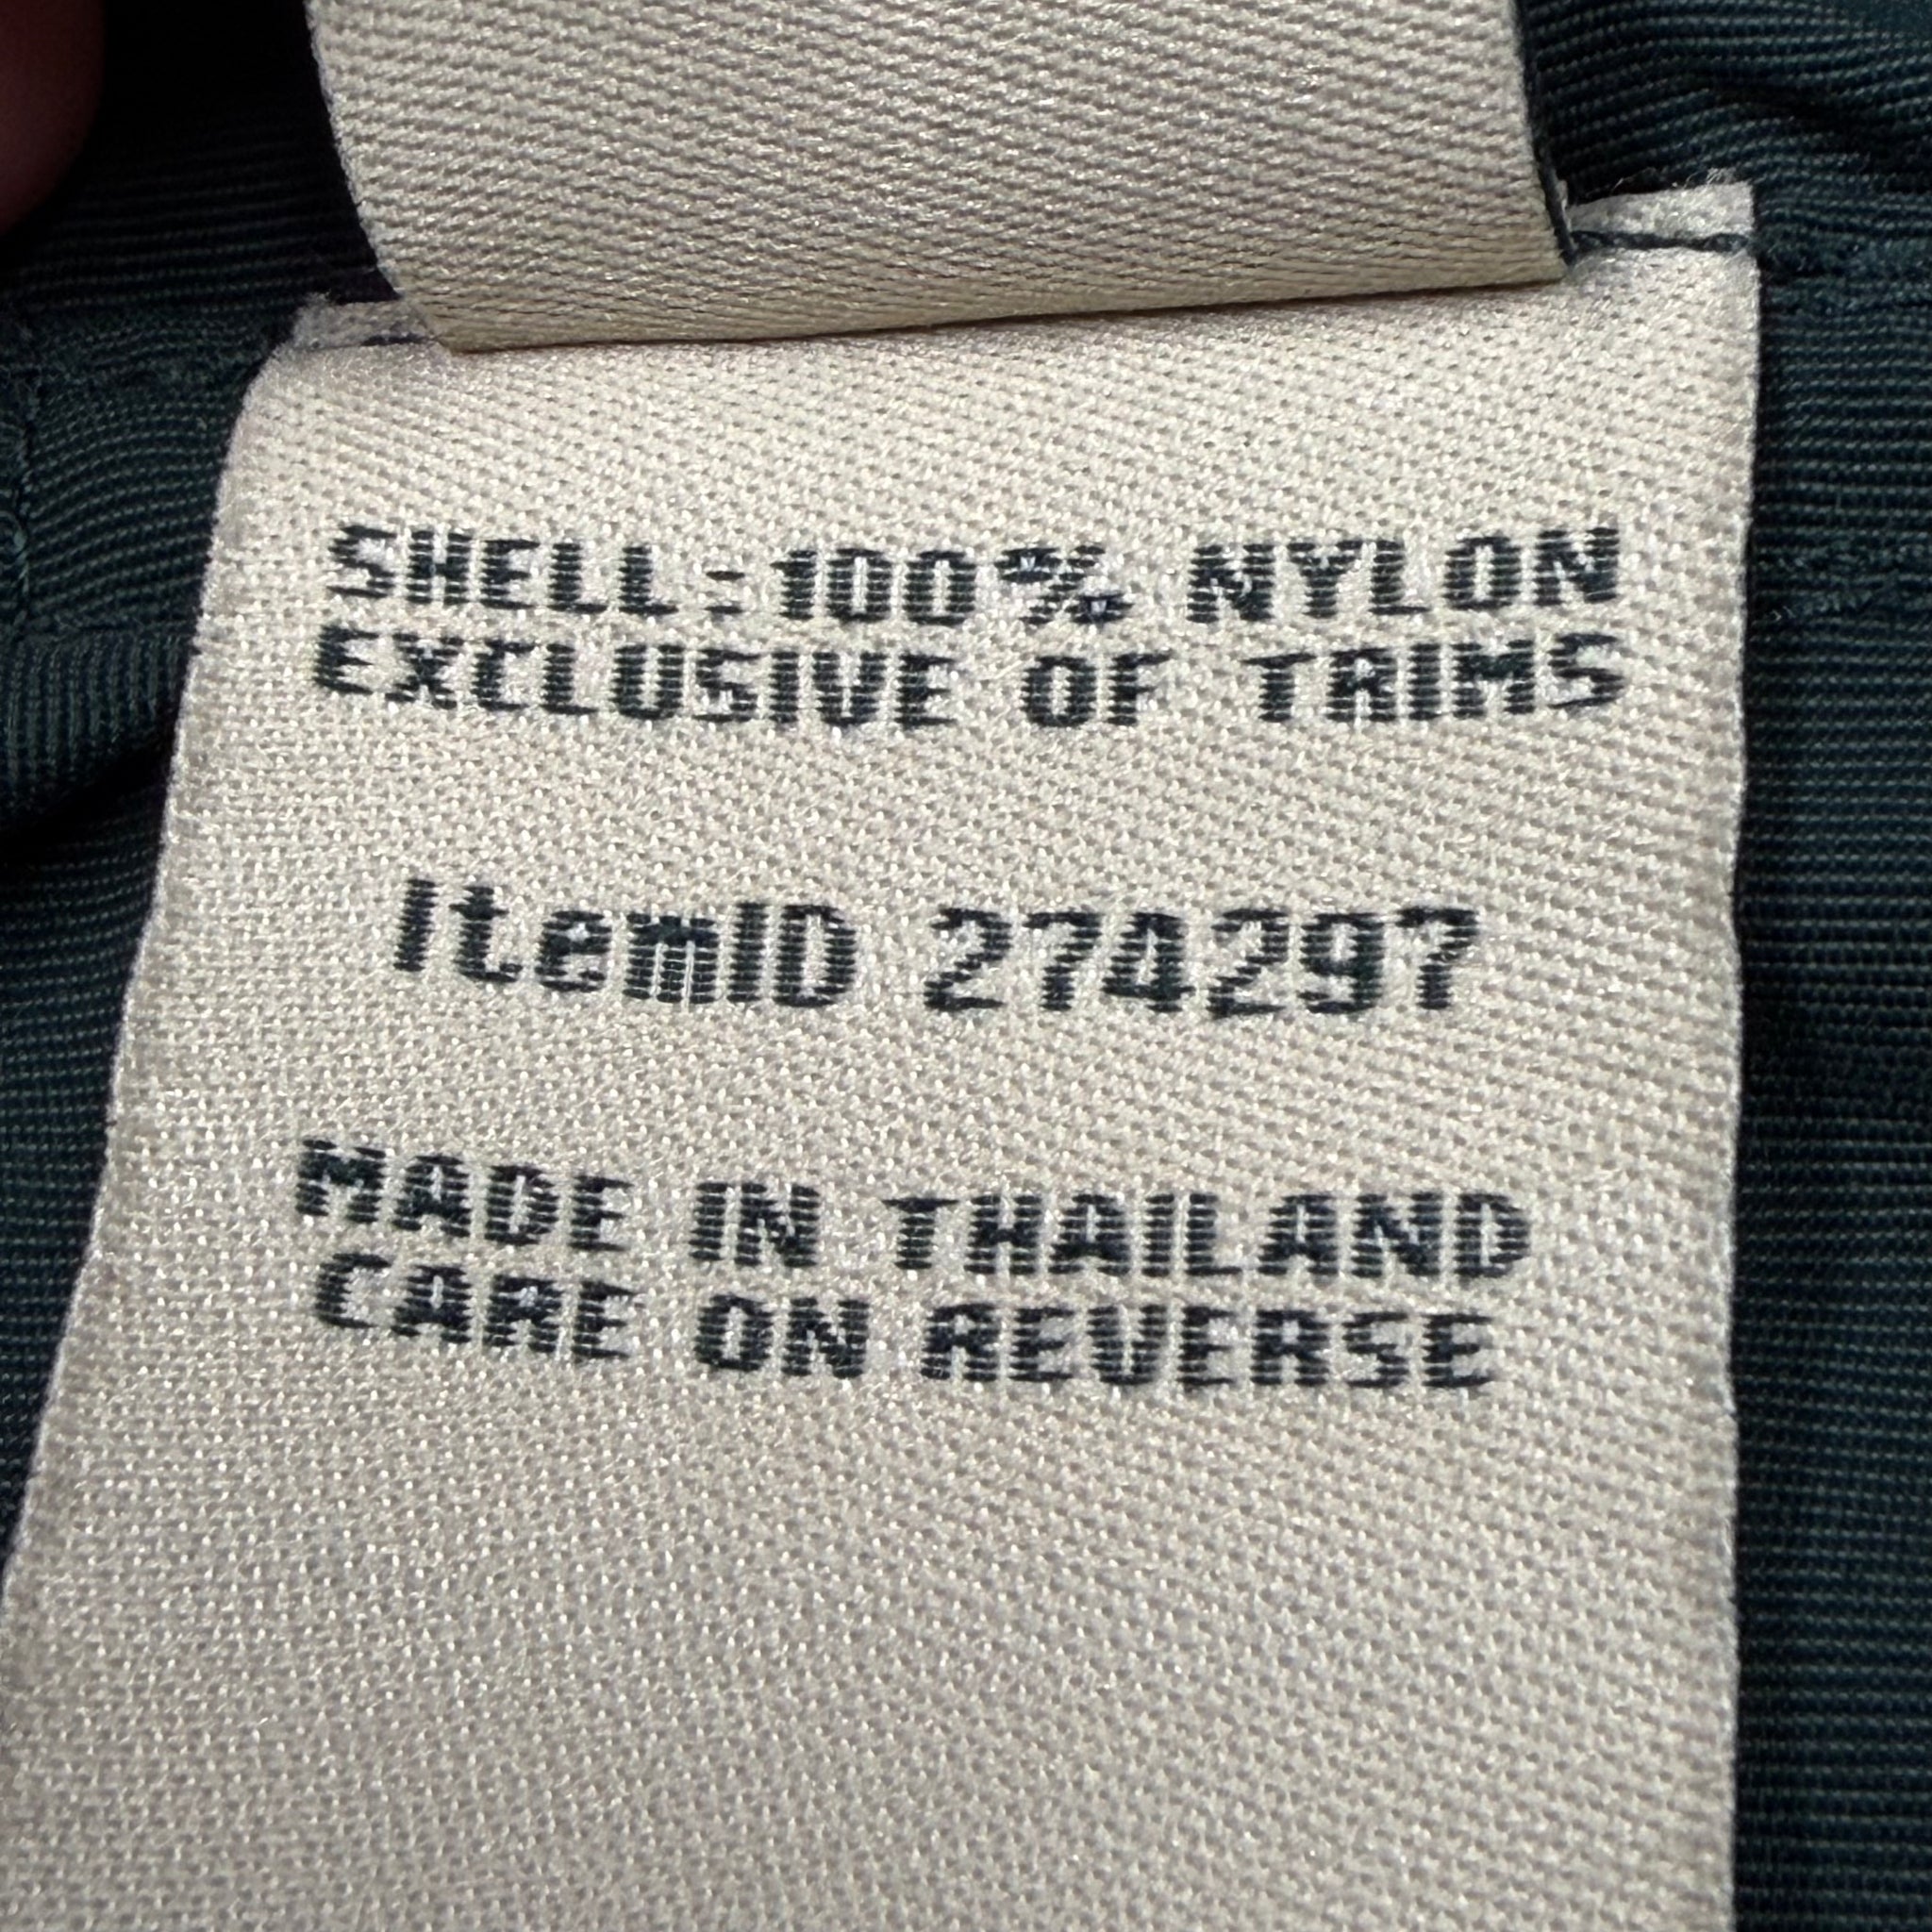 SHELL:100% NYLON
EXCLUSIVE OF TRIMS
ItemID 274297
MADE IN THAILAND
CARE ON REVERSE